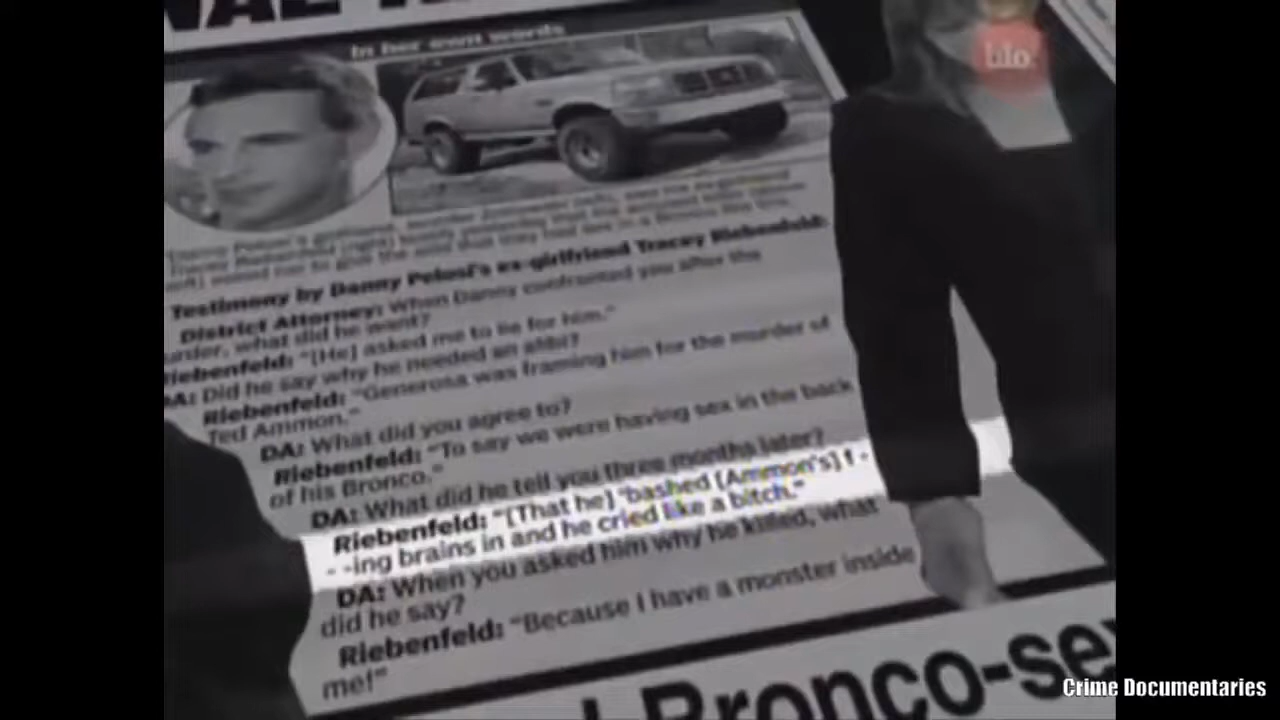 In her own words
bio
Testimony by Danny Pelosi's ex-girlfriend Tracey Riebenfeld:
District Attorney: When Danny confronted you after the
urder, what did he want?
Riebenfeld: "[He] asked me to lie for him."
DA: Did he say why he needed an alibi?
Riebenfeld: "Generosa was framing him for the murder of
Ted Ammon."
DA: What did you agree to?
Riebenfeld: "To say we were having sex in the back
of his Bronco."
DA: What did he tell you three months later?
Riebenfeld: "[That he] "bashed [Ammon's] f -
- -ing brains in and he cried like a bitch."
DA: When you asked him why he killed, what
did he say?
Riebenfeld: "Because I have a monster inside
me!"
Bronco-se
Crime Documentaries